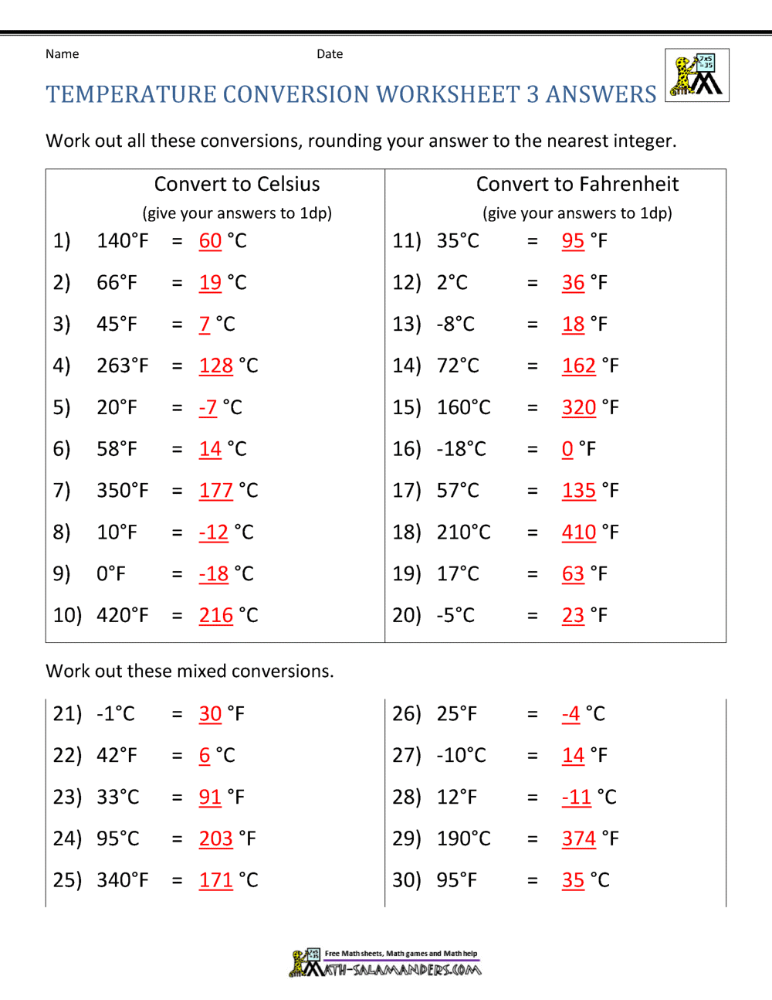 Name Date
7x5
=35
TEMPERATURE CONVERSION WORKSHEET 3 ANSWERS
Work out all these conversions, rounding your answer to the nearest integer.
Convert to Celsius
(give your answers to 1dp)
1) 140°F = 60 °C
2) 66°F = 19 °C
3) 45°F = 7 °C
4) 263°F = 128 °C
5) 20°F = -7 °C
6) 58°F = 14 °C
7) 350°F = 177 °C
8) 10°F = -12 °C
9) 0°F = -18 °C
10) 420°F = 216 °C
Convert to Fahrenheit
(give your answers to 1dp)
11) 35°C = 95 °F
12) 2°C = 36 °F
13) -8°C = 18 °F
14) 72°C = 162 °F
15) 160°C = 320 °F
16) -18°C = 0 °F
17) 57°C = 135 °F
18) 210°C = 410 °F
19) 17°C = 63 °F
20) -5°C = 23 °F
Work out these mixed conversions.
21) -1°C = 30 °F
22) 42°F = 6 °C
23) 33°C = 91 °F
24) 95°C = 203 °F
25) 340°F = 171 °C
26) 25°F = -4 °C
27) -10°C = 14 °F
28) 12°F = -11 °C
29) 190°C = 374 °F
30) 95°F = 35 °C
7x5
=35
Free Math sheets, Math games and Math help
MATH-SALAMANDERS.COM